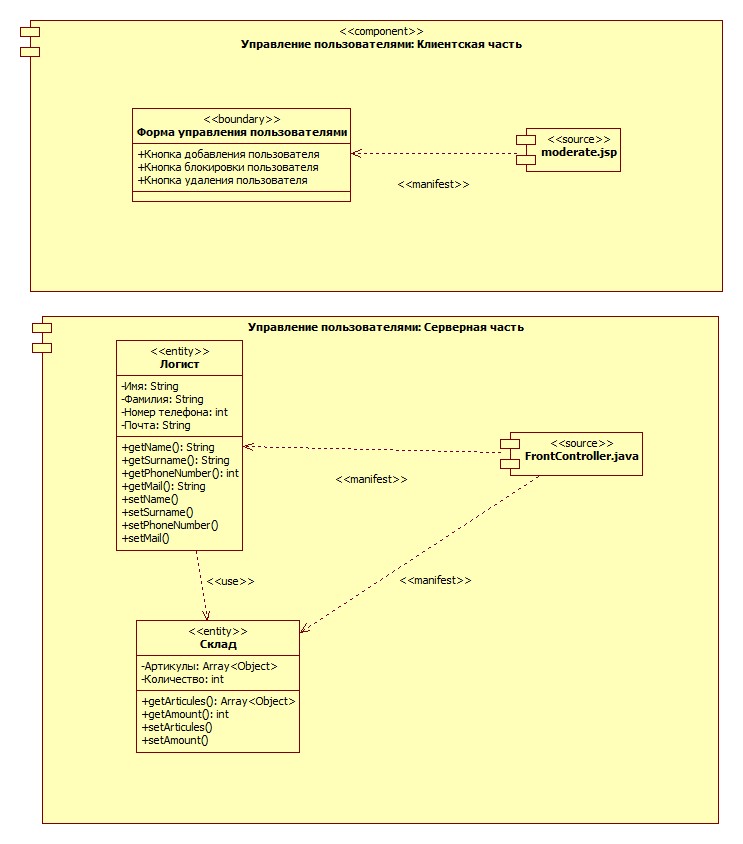 <<component>>
Управление пользователями: Клиентская часть
<<boundary>>
Форма управления пользователями
+Кнопка добавления пользователя
+Кнопка блокировки пользователя
+Кнопка удаления пользователя
<<source>>
moderate.jsp
<<manifest>>
Управление пользователями: Серверная часть
<<entity>>
Логист
-Имя: String
-Фамилия: String
-Номер телефона: int
-Почта: String
+getName(): String
+getSurname(): String
+getPhoneNumber(): int
+getMail(): String
+setName()
+setSurname()
+setPhoneNumber()
+setMail()
<<source>>
FrontController.java
<<manifest>>
<<use>>
<<manifest>>
<<entity>>
Склад
-Артикулы: Array<Object>
-Количество: int
+getArticules(): Array<Object>
+getAmount(): int
+setArticules()
+setAmount()